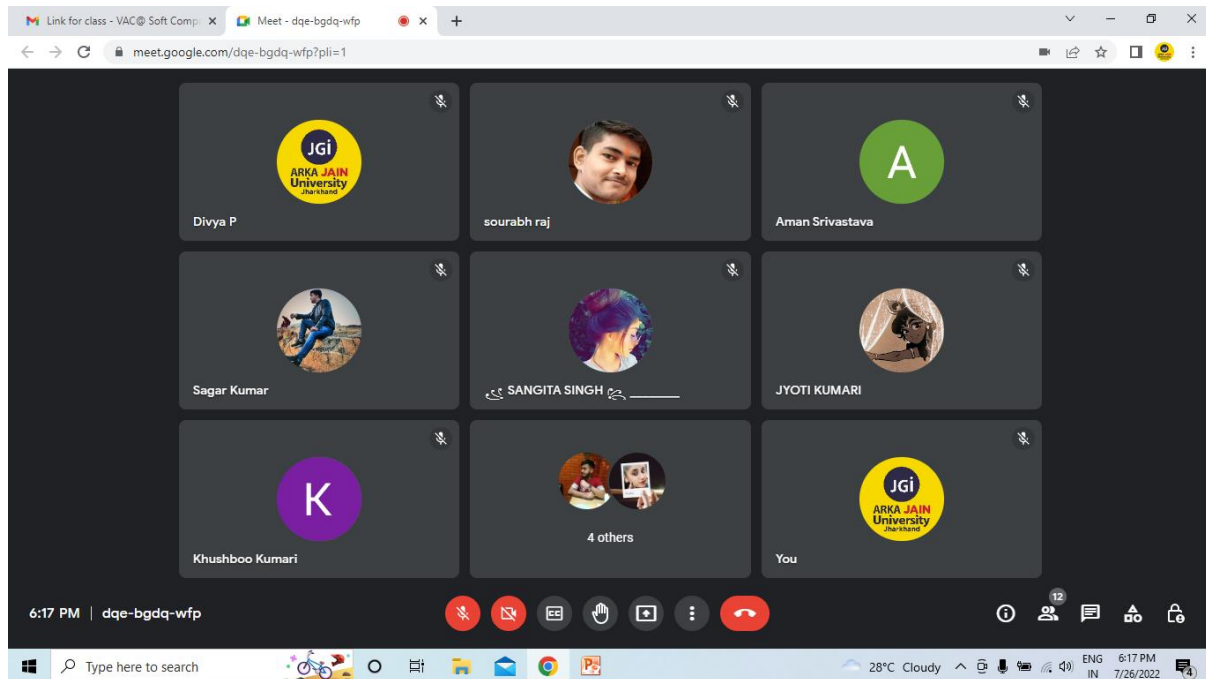 Link for class - VAC@ Soft Comp
Meet - dqe-bgdq-wfp
meet.google.com/dqe-bgdq-wfp?pli=1
JGi
ARKA JAIN
University
Jharkhand
Divya P
sourabh raj
A
Aman Srivastava
Sagar Kumar
SANGITA SINGH
JYOTI KUMARI
K
Khushboo Kumari
4 others
JGi
ARKA JAIN
University
Jharkhand
You
6:17 PM | dqe-bgdq-wfp
CC
12
Type here to search
28°C Cloudy
ENG
IN
6:17 PM
7/26/2022
4